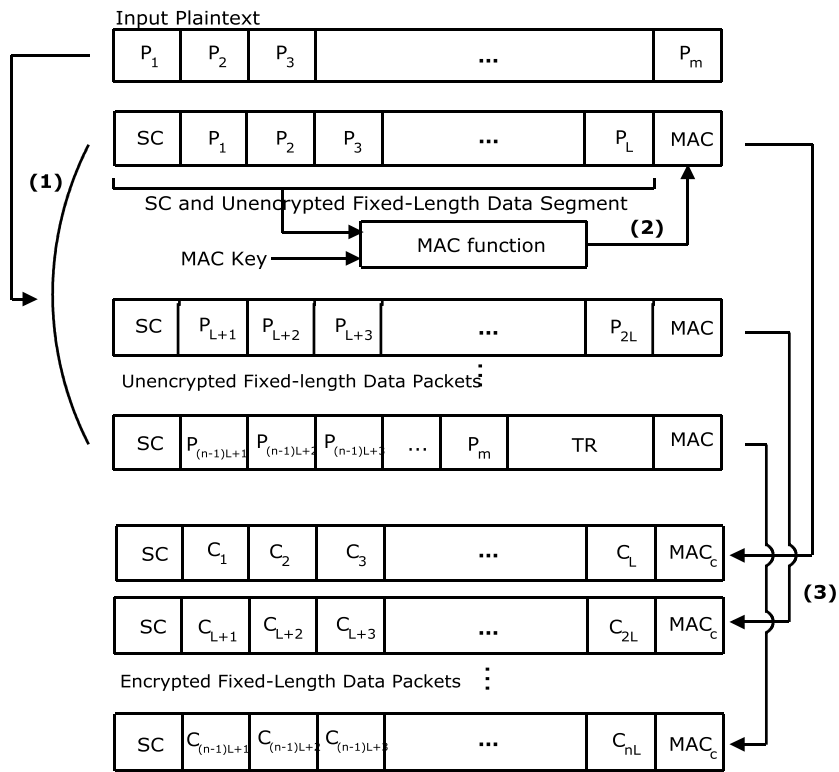 Input Plaintext
P1 P2 P3 ... Pm
SC P1 P2 P3 ... PL MAC
(1)
SC and Unencrypted Fixed-Length Data Segment
MAC function
(2)
MAC Key
SC PL+1 PL+2 PL+3 ... P2L MAC
Unencrypted Fixed-length Data Packets
SC P(n-1)L+1 P(n-1)L+2 P(n-1)L+3 ... Pm TR MAC
SC C1 C2 C3 ... CL MACc
(3)
SC CL+1 CL+2 CL+3 ... C2L MACc
Encrypted Fixed-Length Data Packets
SC C(n-1)L+1 C(n-1)L+2 C(n-1)L+3 ... CnL MACc